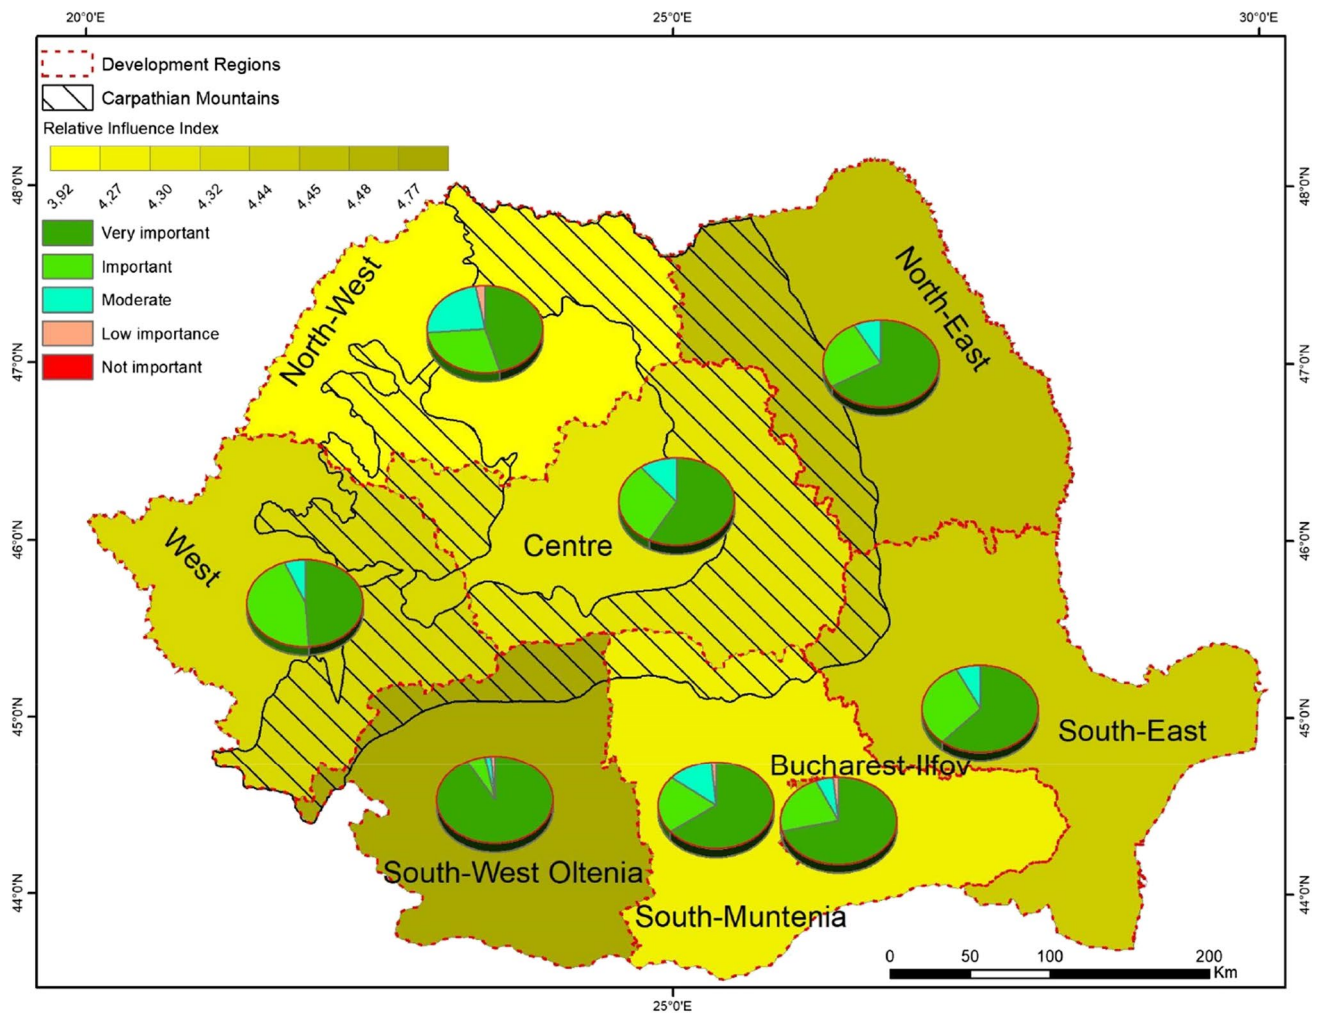 20°0'E 25°0'E 30°0'E
Development Regions
Carpathian Mountains
Relative Influence Index
3,92 4,27 4,30 4,32 4,44 4,45 4,48 4,77
Very important
Important
Moderate
Low importance
Not important
48°0'N 48°0'N
47°0'N 47°0'N
46°0'N 46°0'N
45°0'N 45°0'N
44°0'N 44°0'N
North-West
North-East
Centre
West
South-East
Bucharest-Ilfov
South-West Oltenia
South-Muntenia
0 50 100 200
Km
25°0'E